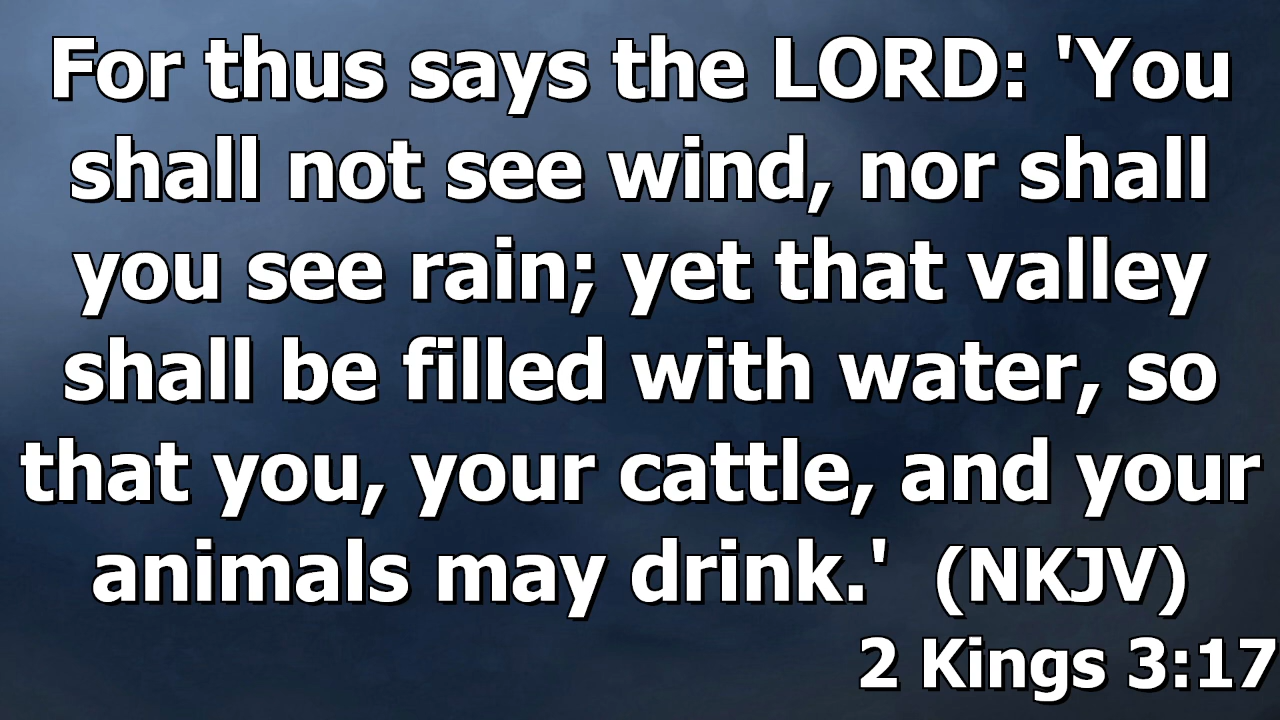 For thus says the LORD: 'You
shall not see wind, nor shall
you see rain; yet that valley
shall be filled with water, so
that you, your cattle, and your
animals may drink.' (NKJV)
2 Kings 3:17